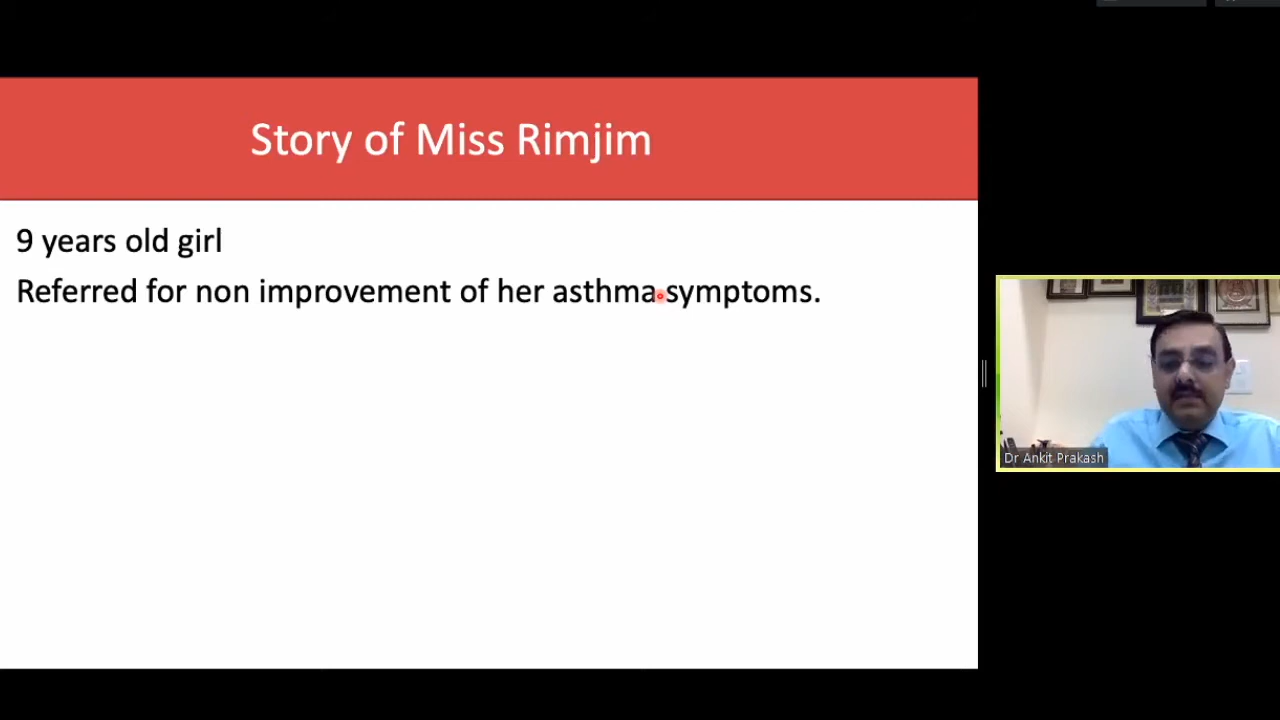 Story of Miss Rimjim
9 years old girl
Referred for non improvement of her asthma symptoms.
Dr Ankit Prakash